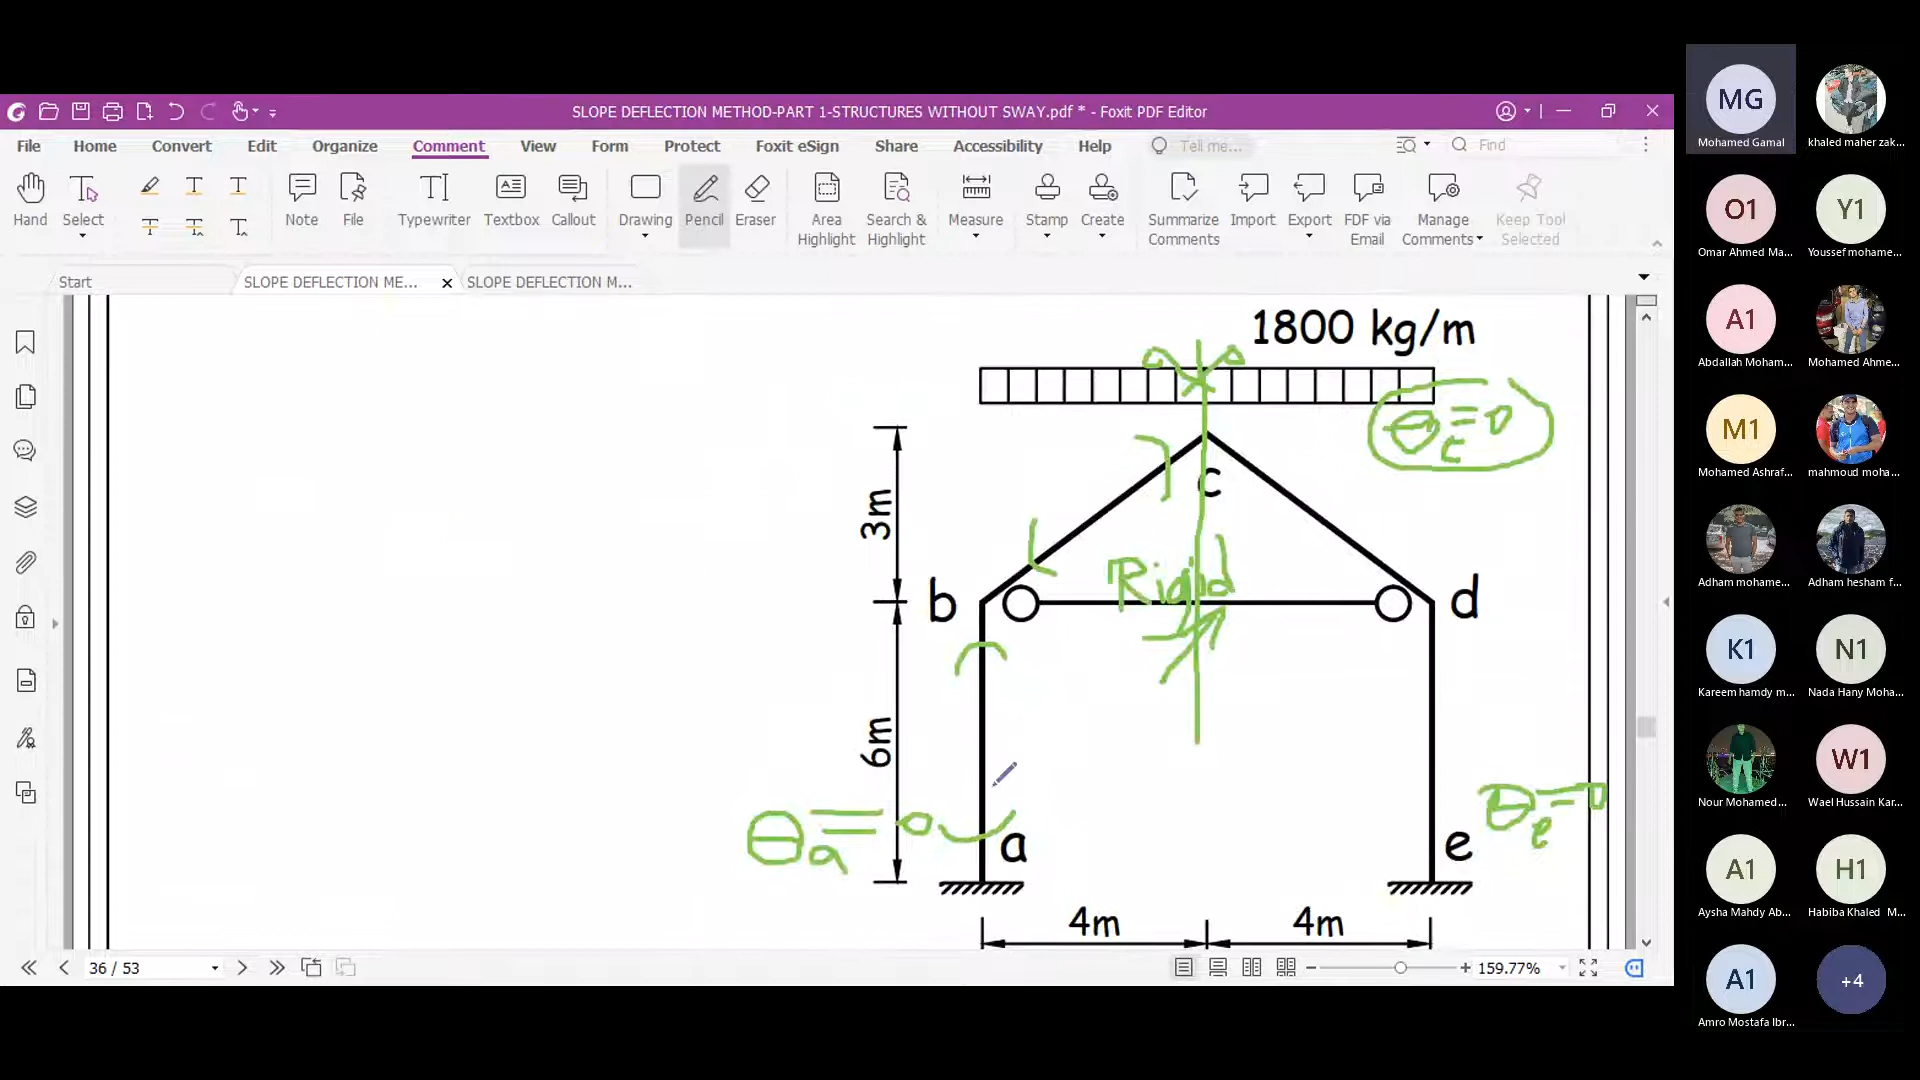 SLOPE DEFLECTION METHOD-PART 1-STRUCTURES WITHOUT SWAY.pdf * - Foxit PDF Editor
File Home Convert Edit Organize Comment View Form Protect Foxit eSign Share Accessibility Help Tell me... Find
Hand Select Note File Typewriter Textbox Callout Drawing Pencil Eraser Area Highlight Search & Highlight Measure Stamp Create Summarize Comments Import Export FDF via Email Manage Comments Keep Tool Selected
Start SLOPE DEFLECTION ME... SLOPE DEFLECTION M...
1800 kg/m
θc=0
3m
c
Rigid
b
d
6m
θa=0
a
e
θe=0
4m 4m
36 / 53
159.77%
MG
Mohamed Gamal
khaled maher zak...
O1
Omar Ahmed Ma...
Y1
Youssef mohame...
A1
Abdallah Moham...
Mohamed Ahme...
M1
Mohamed Ashraf...
mahmoud moha...
Adham mohame...
Adham hesham f...
K1
Kareem hamdy m...
N1
Nada Hany Moha...
Nour Mohamed...
W1
Wael Hussain Kar...
A1
Aysha Mahdy Ab...
H1
Habiba Khaled M...
A1
Amro Mostafa Ibr...
+4